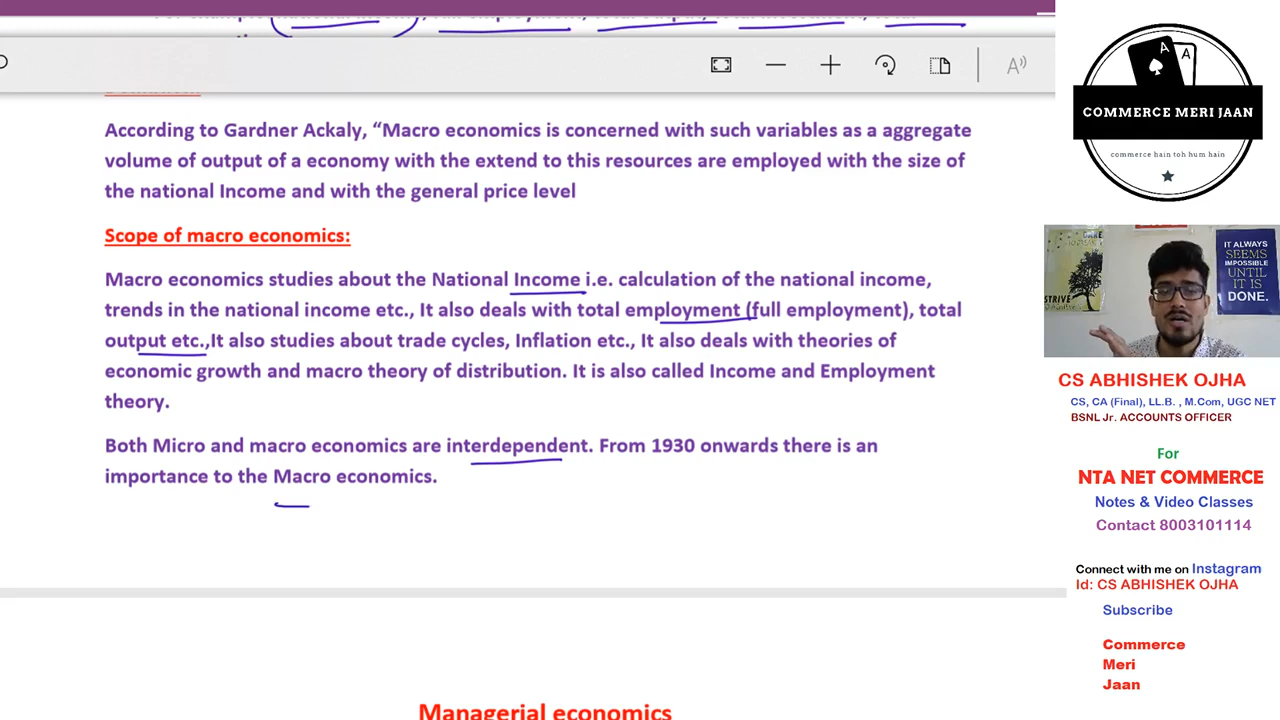 According to Gardner Ackaly, “Macro economics is concerned with such variables as a aggregate
volume of output of a economy with the extend to this resources are employed with the size of
the national Income and with the general price level
Scope of macro economics:
Macro economics studies about the National Income i.e. calculation of the national income,
trends in the national income etc., It also deals with total employment (full employment), total
output etc.,It also studies about trade cycles, Inflation etc., It also deals with theories of
economic growth and macro theory of distribution. It is also called Income and Employment
theory.
Both Micro and macro economics are interdependent. From 1930 onwards there is an
importance to the Macro economics.
Managerial economics
A
A
COMMERCE MERI JAAN
commerce hain toh hum hain
STRIVE
IT ALWAYS
SEEMS
IMPOSSIBLE
UNTIL
IT IS
DONE.
CS ABHISHEK OJHA
CS, CA (Final), LL.B. , M.Com, UGC NET
BSNL Jr. ACCOUNTS OFFICER
For
NTA NET COMMERCE
Notes & Video Classes
Contact 8003101114
Connect with me on Instagram
Id: CS ABHISHEK OJHA
Subscribe
Commerce
Meri
Jaan